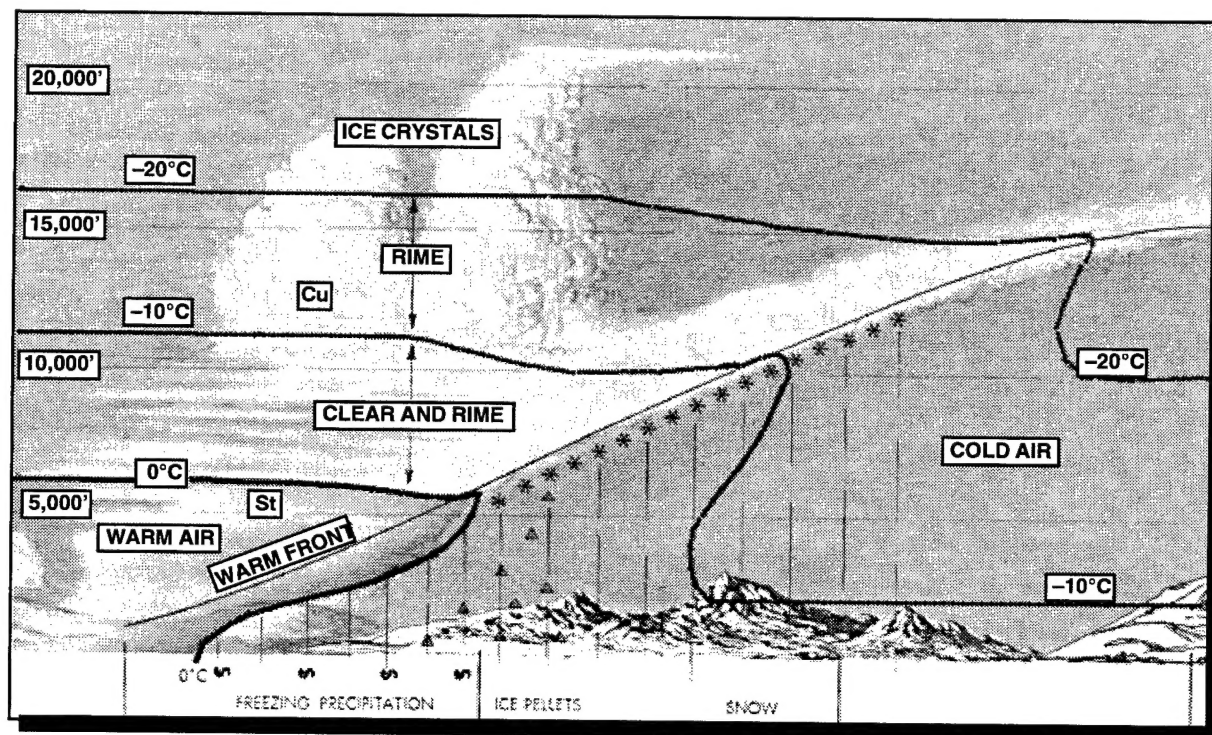 20,000'
ICE CRYSTALS
–20°C
15,000'
RIME
Cu
–10°C
10,000'
–20°C
CLEAR AND RIME
COLD AIR
0°C
5,000'
St
WARM AIR
WARM FRONT
–10°C
0°C
FREEZING PRECIPITATION
ICE PELLETS
SNOW